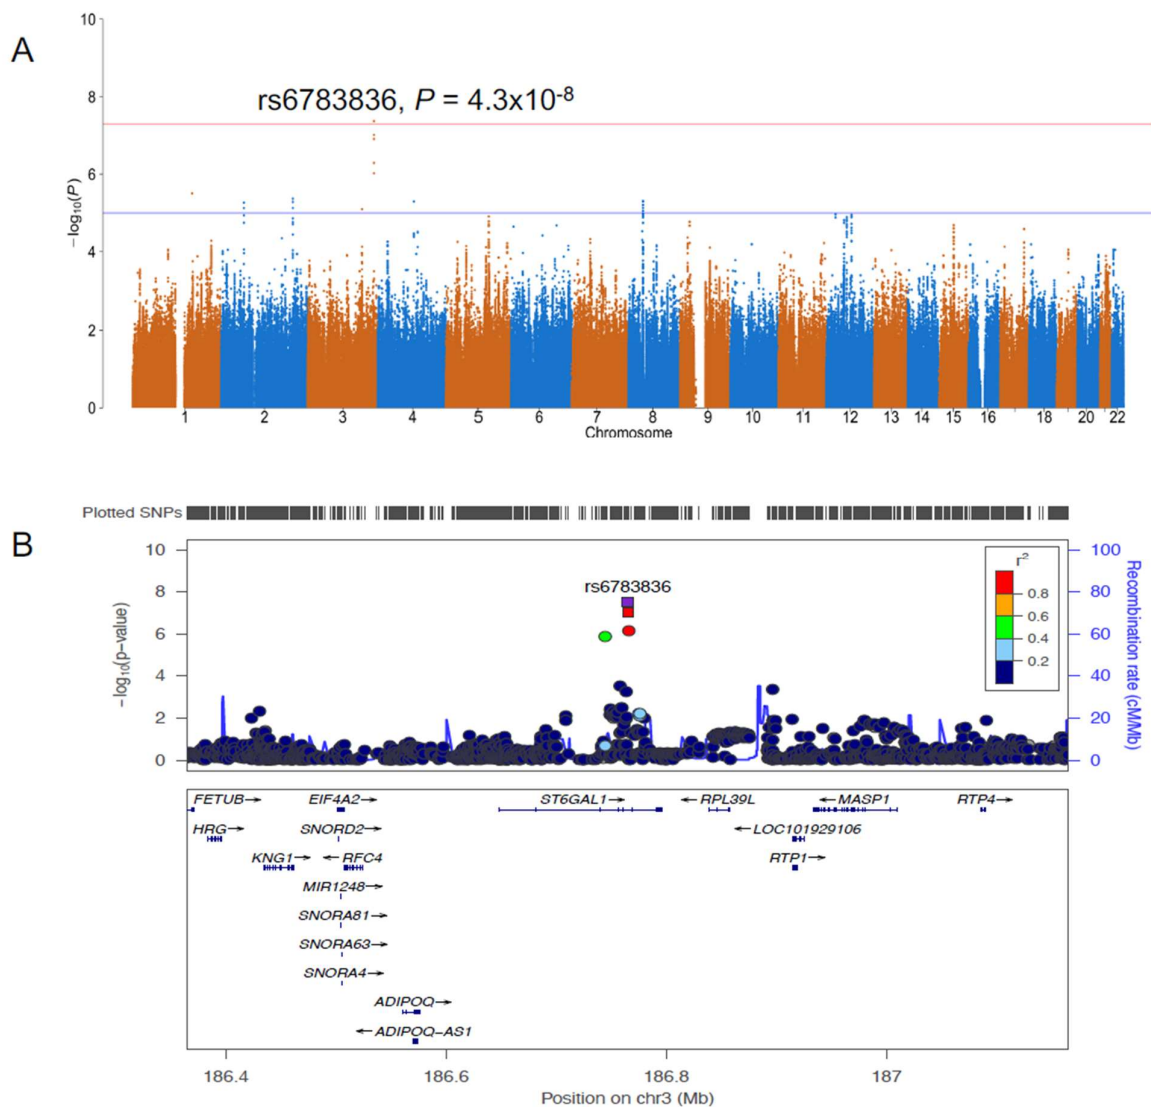 A
10
8
6
4
2
0
−log10(P)
rs6783836, P = 4.3x10-8
1 2 3 4 5 6 7 8 9 10 11 12 13 14 15 16 18 20 22
Chromosome
Plotted SNPs
B
10
8
6
4
2
0
−log10(p−value)
rs6783836
r2
0.8
0.6
0.4
0.2
100
80
60
40
20
0
Recombination rate (cM/Mb)
FETUB→ EIF4A2→ ST6GAL1→ ←RPL39L ←MASP1 RTP4→
HRG→ SNORD2→ ←LOC101929106
KNG1→ ←RFC4 RTP1→
MIR1248→
SNORA81→
SNORA63→
SNORA4→
ADIPOQ→
←ADIPOQ−AS1
186.4 186.6 186.8 187
Position on chr3 (Mb)